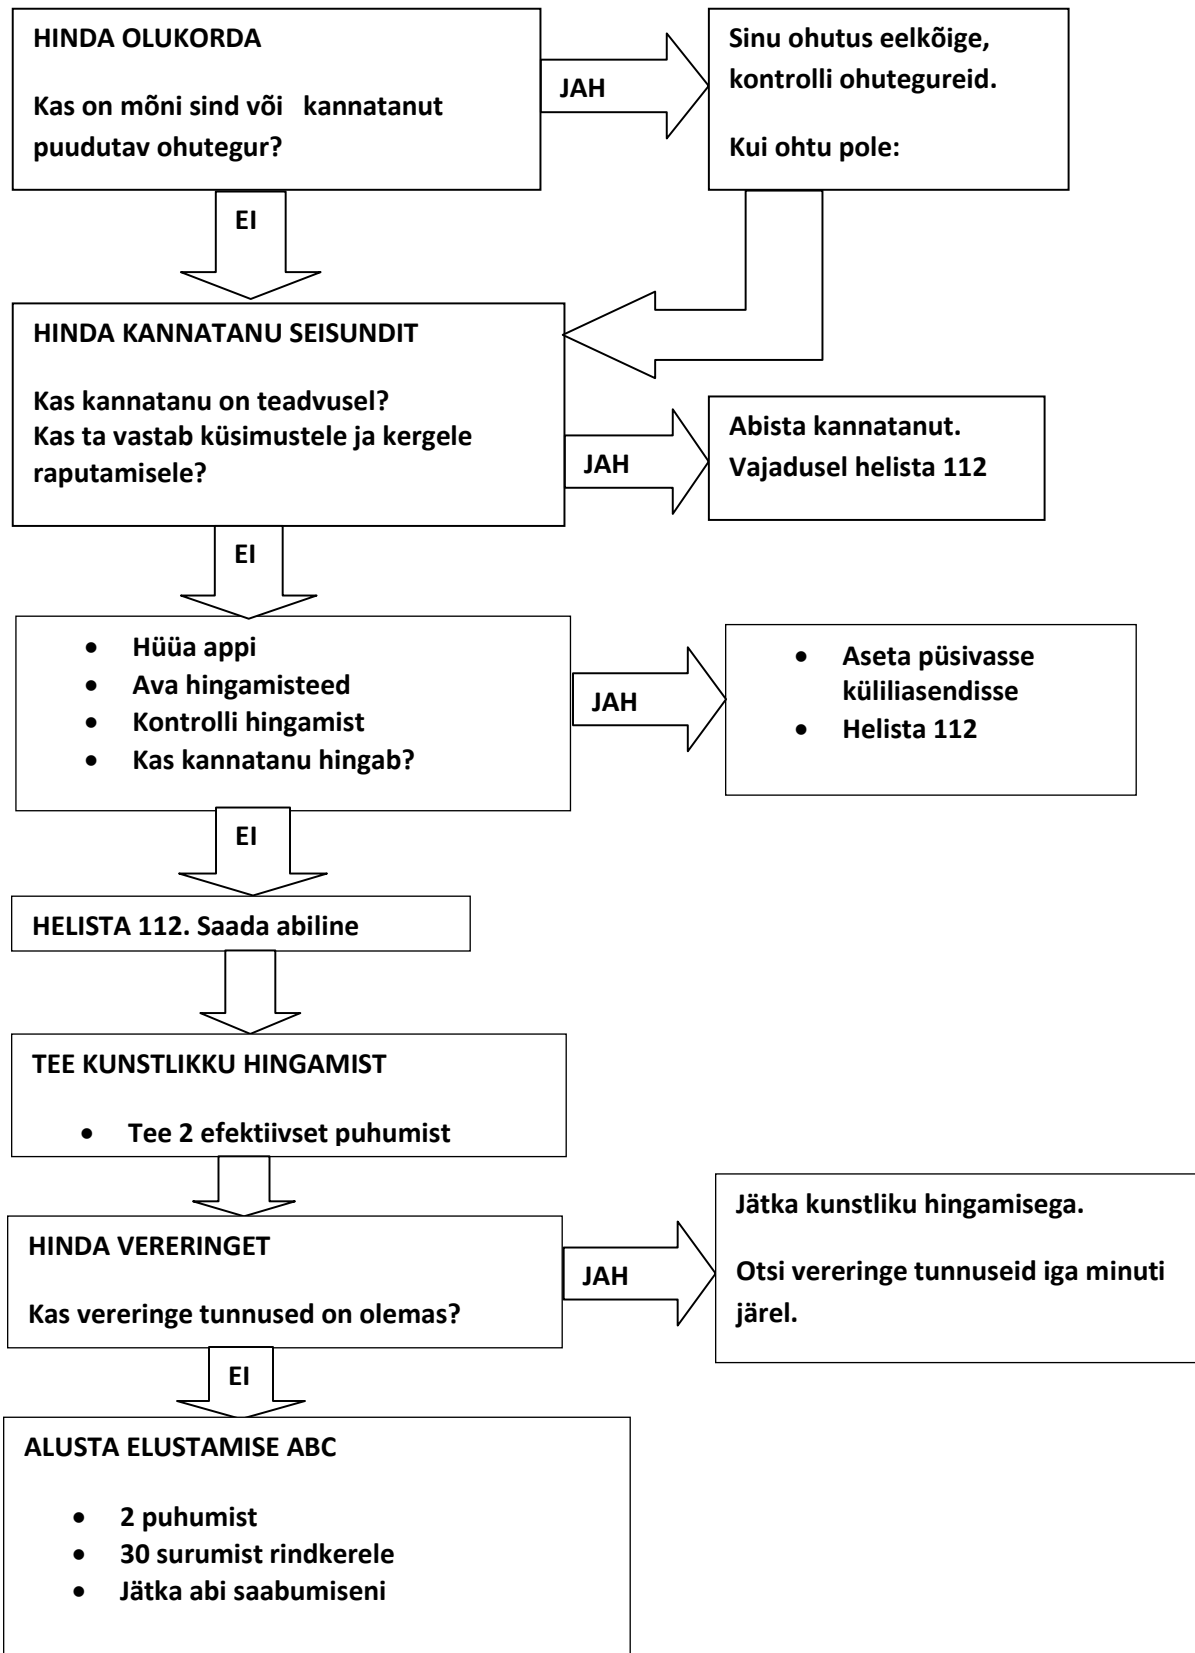 HINDA OLUKORDA
Kas on mõni sind või kannatanut
puudutav ohutegur?
JAH
Sinu ohutus eelkõige,
kontrolli ohutegureid.
Kui ohtu pole:
EI
HINDA KANNATANU SEISUNDIT
Kas kannatanu on teadvusel?
Kas ta vastab küsimustele ja kergele
raputamisele?
JAH
Abista kannatanut.
Vajadusel helista 112
EI
• Hüüa appi
• Ava hingamisteed
• Kontrolli hingamist
• Kas kannatanu hingab?
JAH
• Aseta püsivasse
küliliasendisse
• Helista 112
EI
HELISTA 112. Saada abiline
TEE KUNSTLIKKU HINGAMIST
• Tee 2 efektiivset puhumist
HINDA VERERINGET
Kas vereringe tunnused on olemas?
JAH
Jätka kunstliku hingamisega.
Otsi vereringe tunnuseid iga minuti
järel.
EI
ALUSTA ELUSTAMISE ABC
• 2 puhumist
• 30 surumist rindkerele
• Jätka abi saabumiseni